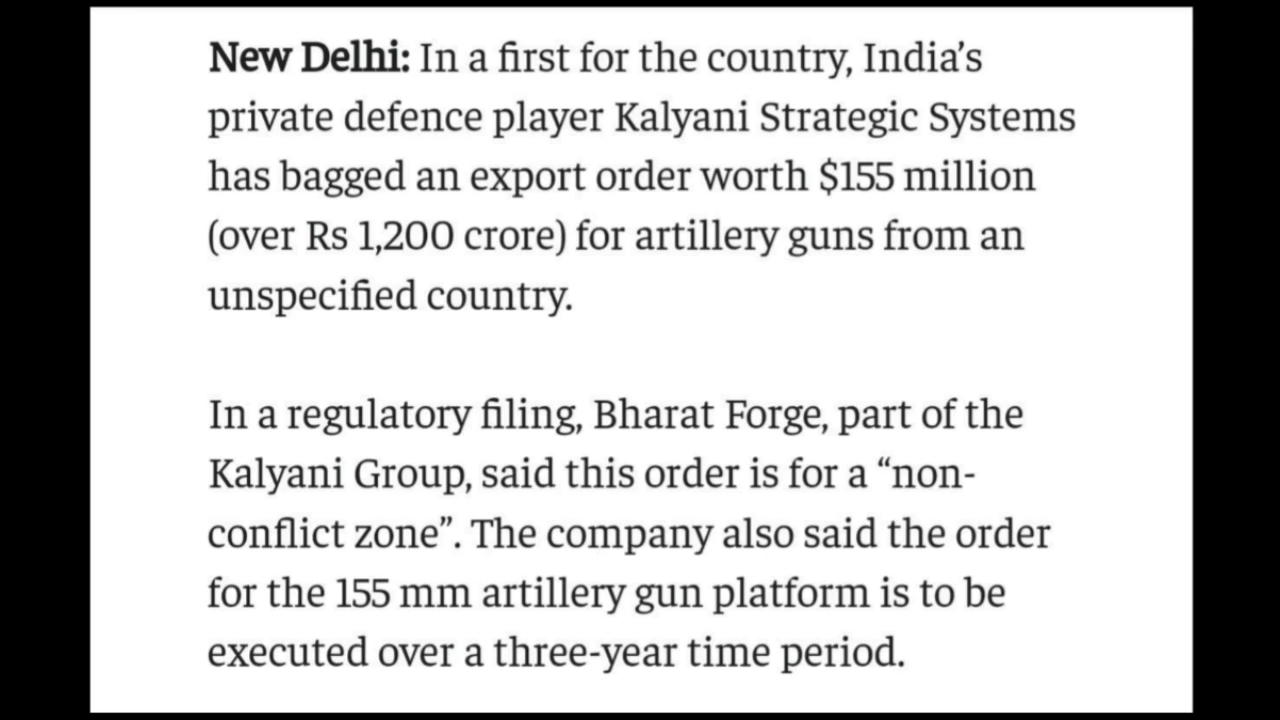 New Delhi: In a first for the country, India’s
private defence player Kalyani Strategic Systems
has bagged an export order worth $155 million
(over Rs 1,200 crore) for artillery guns from an
unspecified country.
In a regulatory filing, Bharat Forge, part of the
Kalyani Group, said this order is for a “non-
conflict zone”. The company also said the order
for the 155 mm artillery gun platform is to be
executed over a three-year time period.